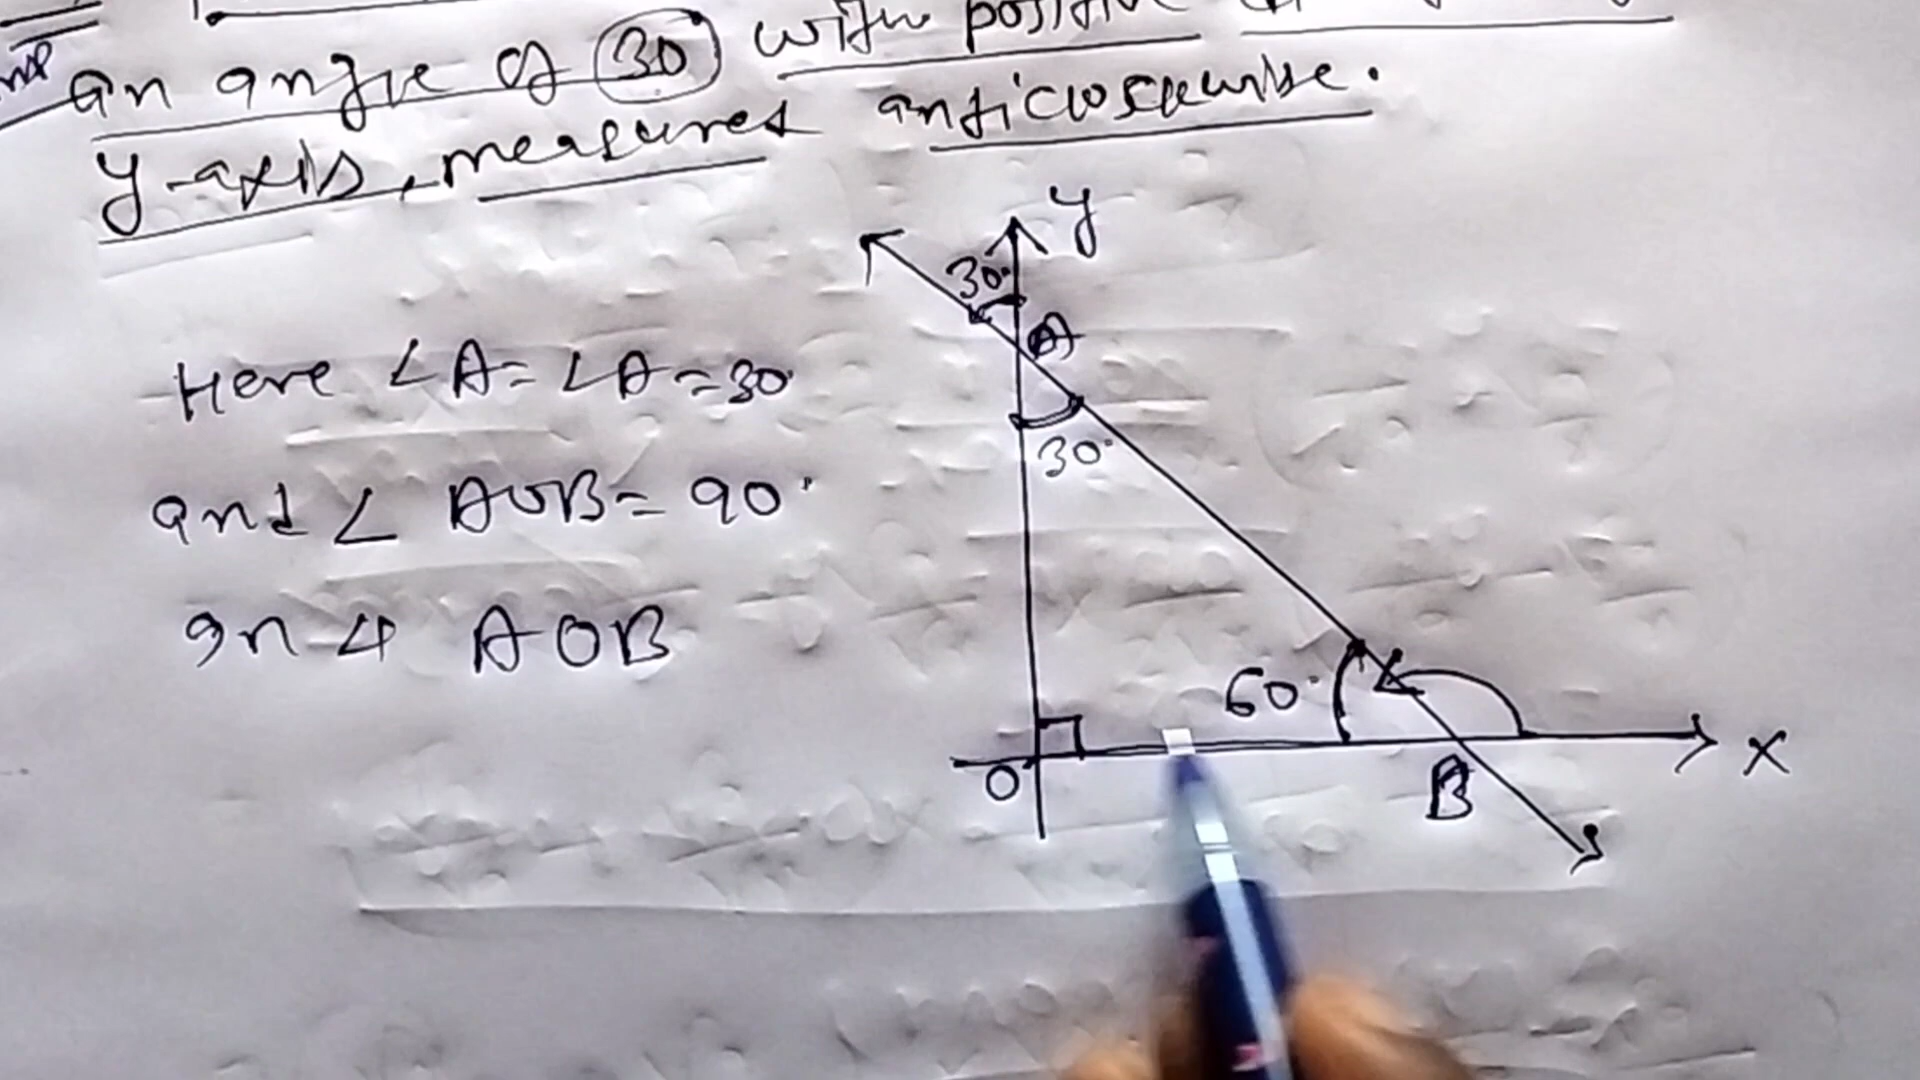 an angle of 30 with positive
y-axis, measures anticlockwise.
y
30°
A
Here ∠A = ∠A = 30°
30°
and ∠ AOB = 90°
In △ AOB
60°
O
B
X